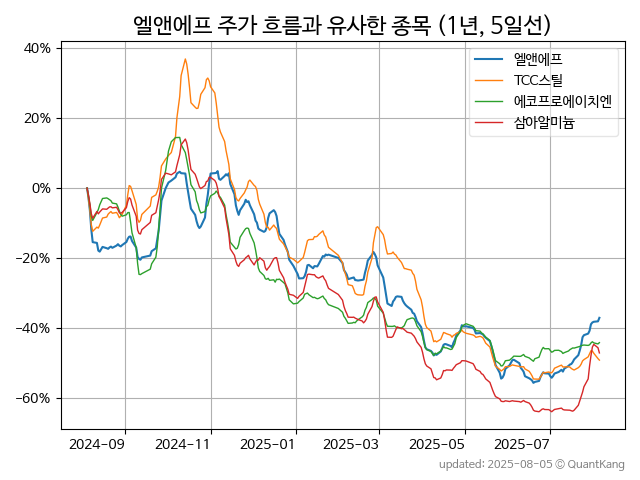 엘앤에프 주가 흐름과 유사한 종목 (1년, 5일선)
엘앤에프
TCC스틸
에코프로에이치엔
삼아알미늄
40%
20%
0%
−20%
−40%
−60%
2024-09
2024-11
2025-01
2025-03
2025-05
2025-07
updated: 2025-08-05 © QuantKang